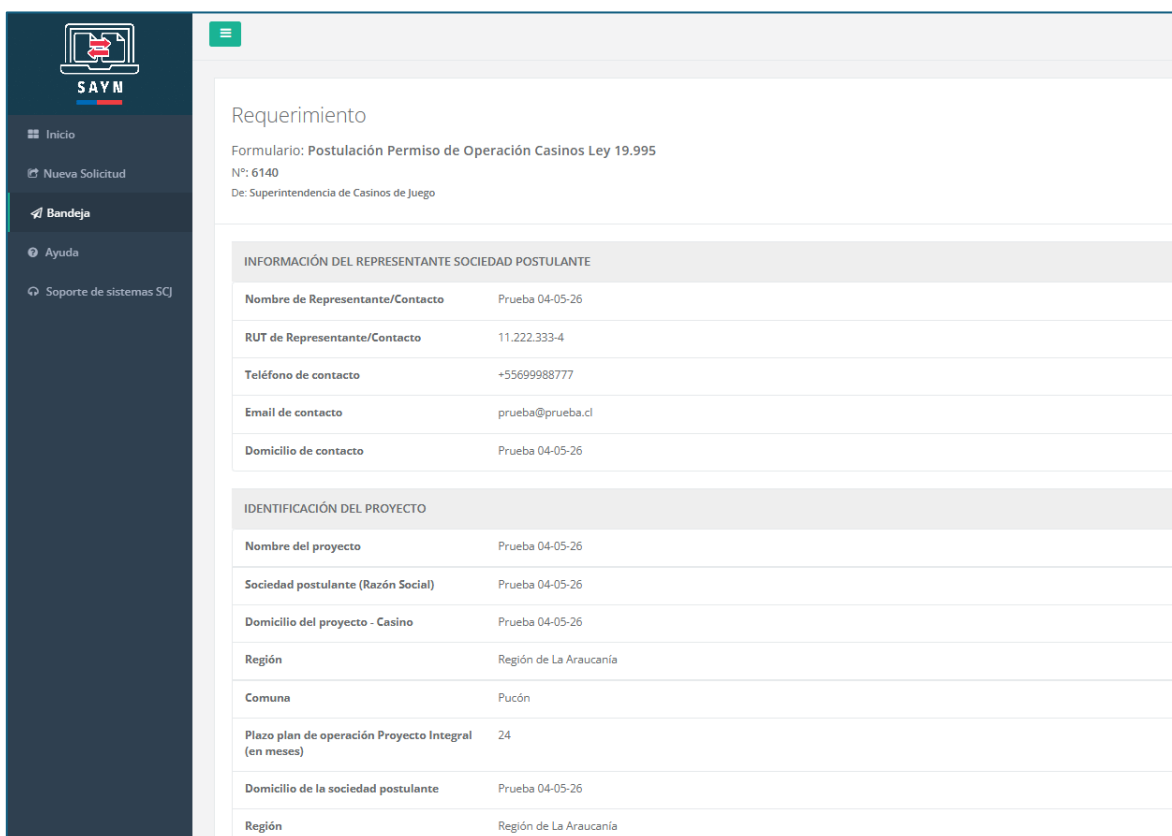 SAYN
Inicio
Nueva Solicitud
Bandeja
Ayuda
Soporte de sistemas SCJ
Requerimiento
Formulario: Postulación Permiso de Operación Casinos Ley 19.995
N°: 6140
De: Superintendencia de Casinos de Juego
INFORMACIÓN DEL REPRESENTANTE SOCIEDAD POSTULANTE
Nombre de Representante/Contacto Prueba 04-05-26
RUT de Representante/Contacto 11.222.333-4
Teléfono de contacto +55699988777
Email de contacto prueba@prueba.cl
Domicilio de contacto Prueba 04-05-26
IDENTIFICACIÓN DEL PROYECTO
Nombre del proyecto Prueba 04-05-26
Sociedad postulante (Razón Social) Prueba 04-05-26
Domicilio del proyecto - Casino Prueba 04-05-26
Región Región de La Araucanía
Comuna Pucón
Plazo plan de operación Proyecto Integral 24
(en meses)
Domicilio de la sociedad postulante Prueba 04-05-26
Región Región de La Araucanía